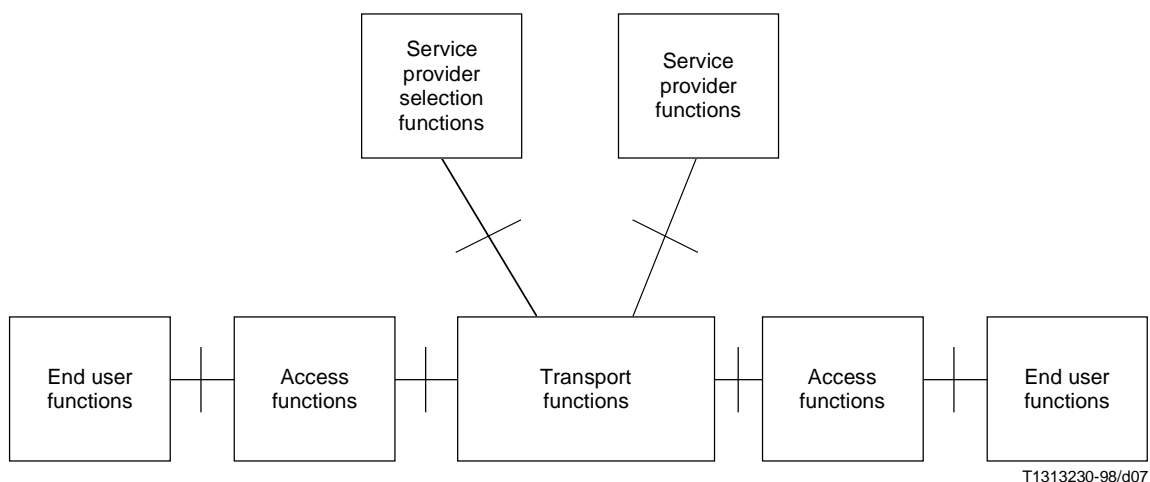 Service
provider
selection
functions
Service
provider
functions
End user
functions
Access
functions
Transport
functions
Access
functions
End user
functions
T1313230-98/d07